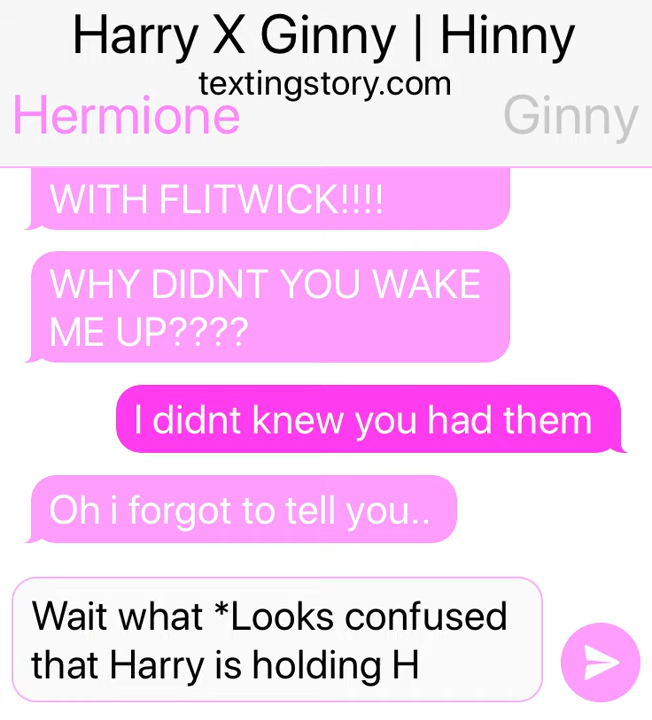 Harry X Ginny | Hinny
textingstory.com
Hermione
Ginny
WITH FLITWICK!!!!
WHY DIDNT YOU WAKE
ME UP????
I didnt knew you had them
Oh i forgot to tell you..
Wait what *Looks confused
that Harry is holding H